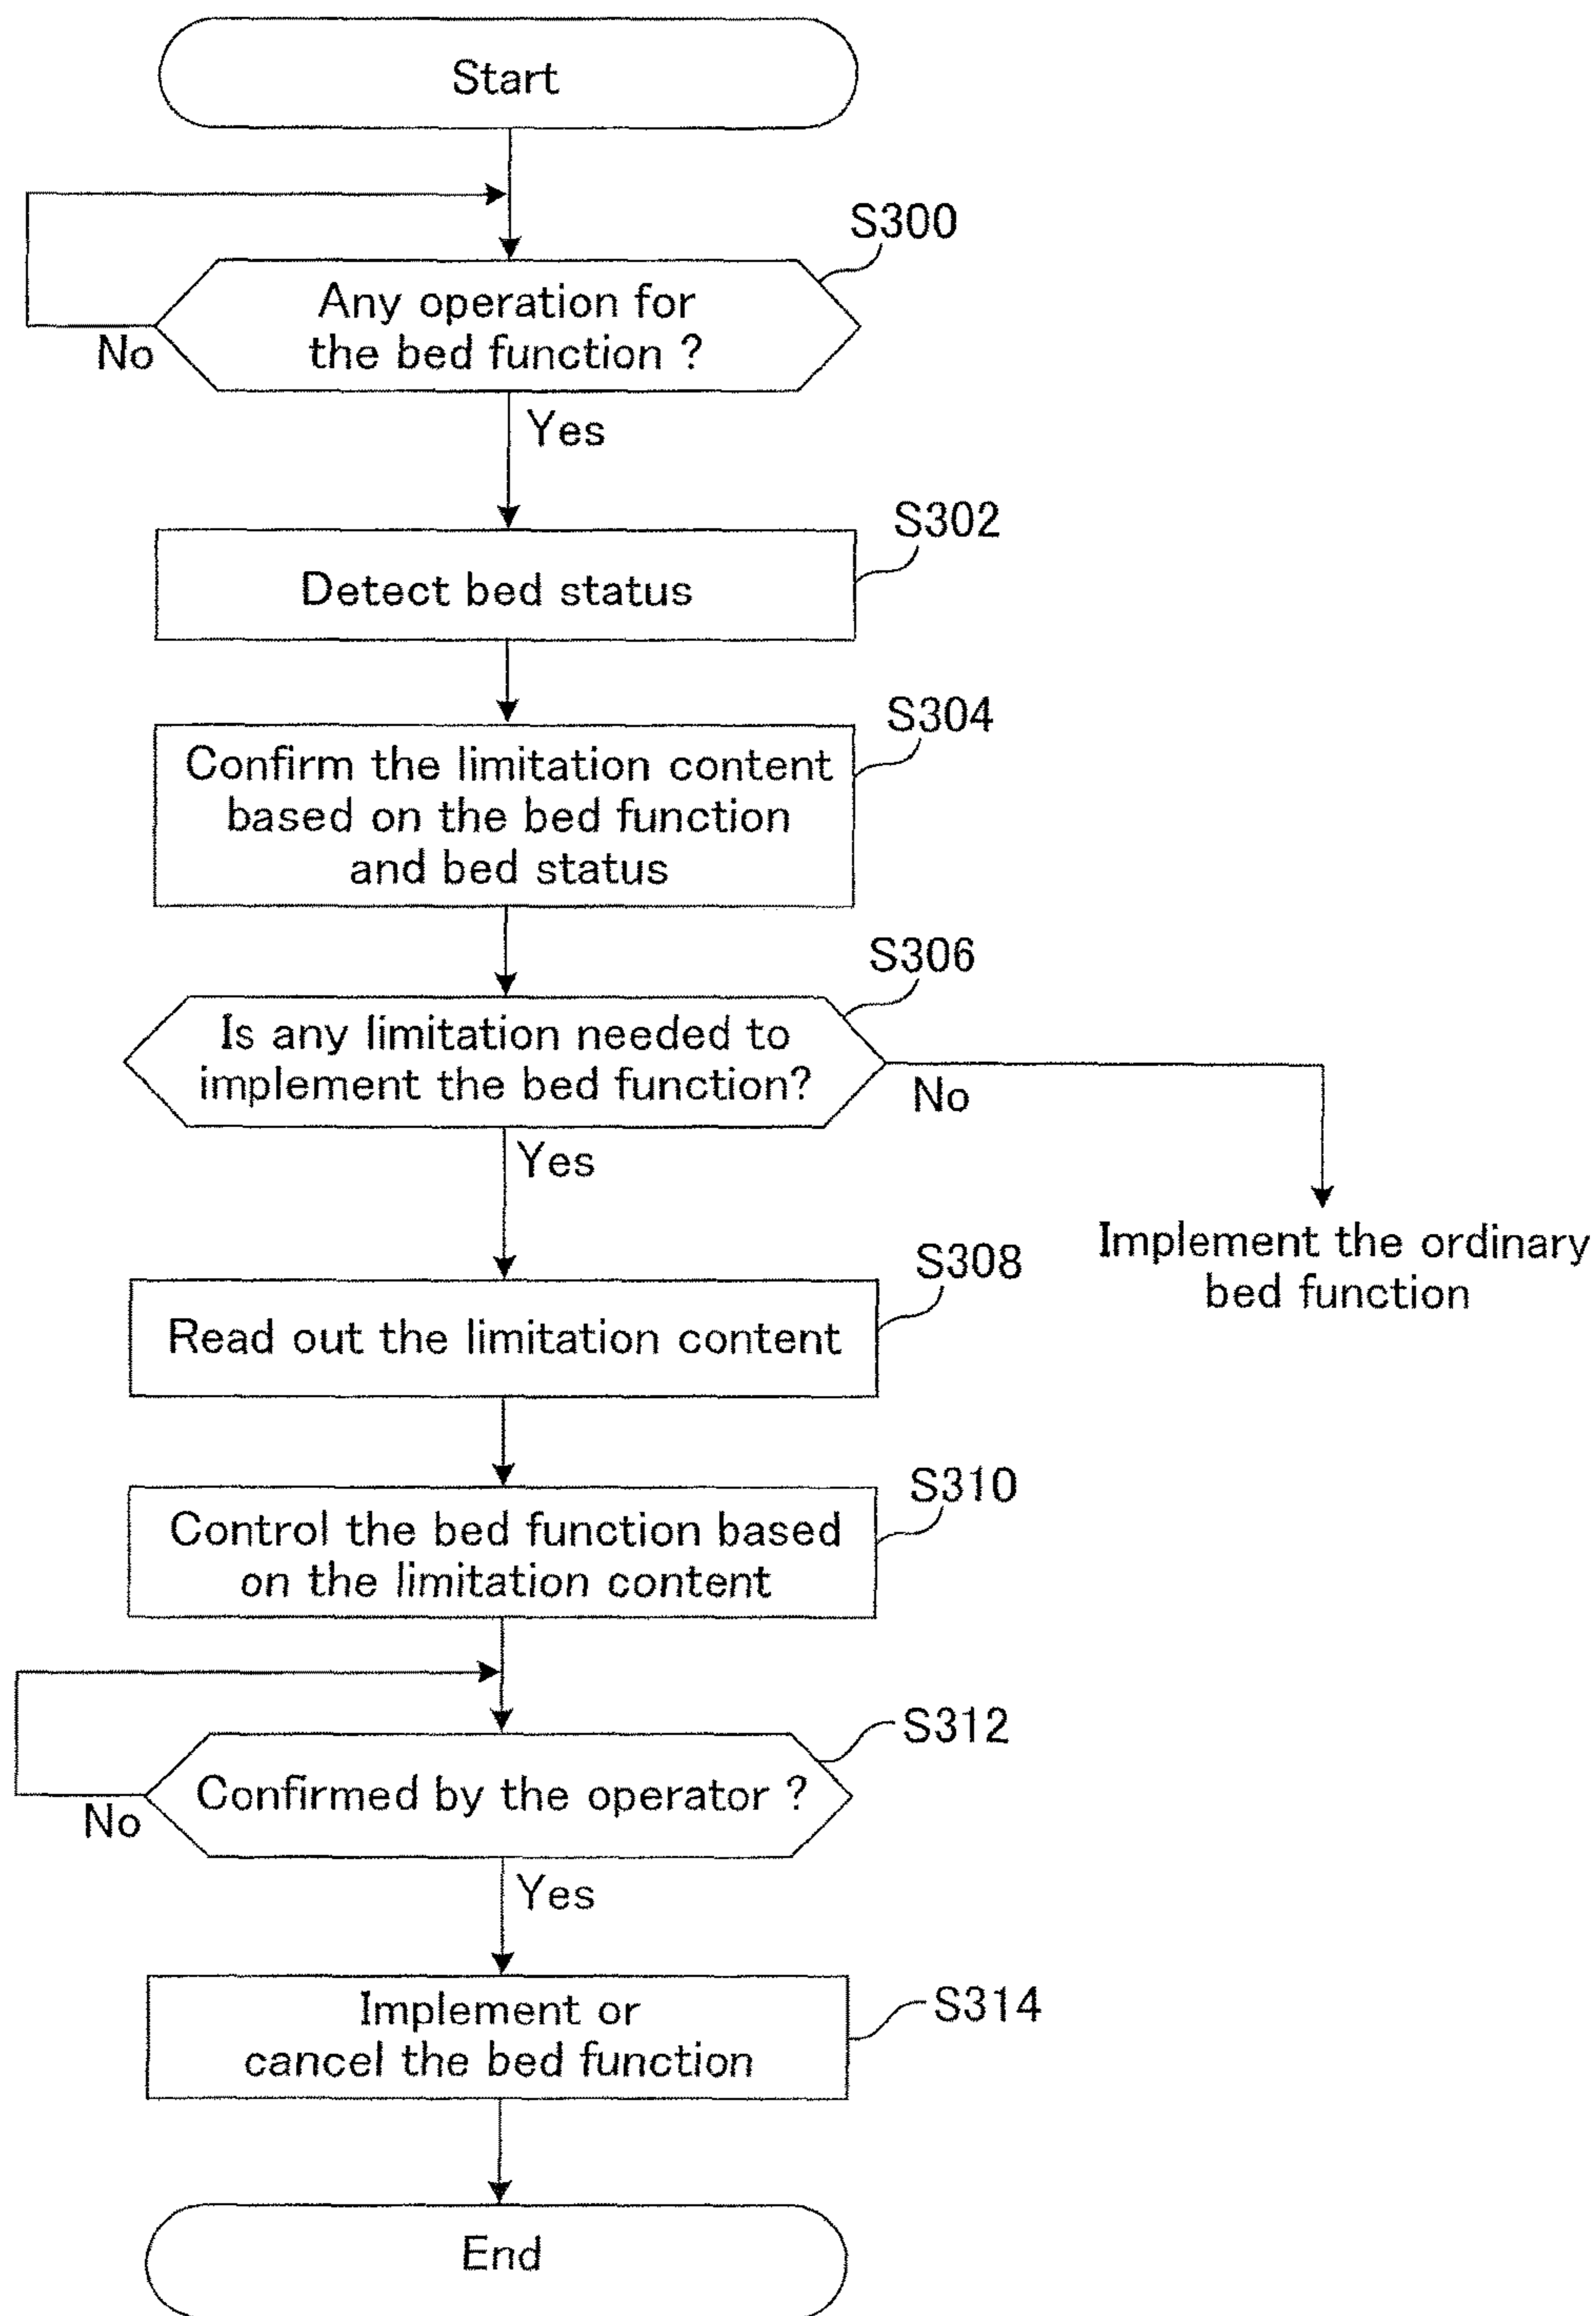 Start
S300
Any operation for
the bed function ?
No
Yes
S302
Detect bed status
S304
Confirm the limitation content
based on the bed function
and bed status
S306
Is any limitation needed to
implement the bed function?
No
Yes
Implement the ordinary
bed function
S308
Read out the limitation content
S310
Control the bed function based
on the limitation content
S312
Confirmed by the operator ?
No
Yes
S314
Implement or
cancel the bed function
End